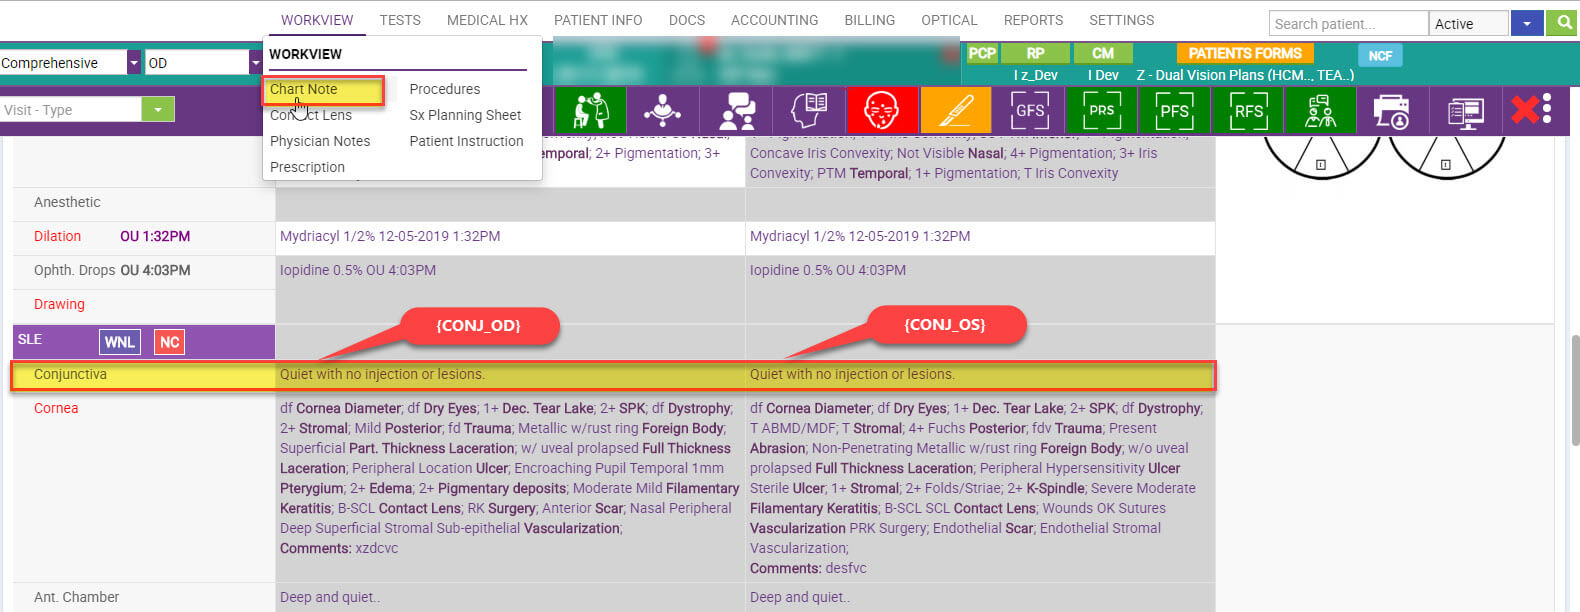 WORKVIEW TESTS MEDICAL HX PATIENT INFO DOCS ACCOUNTING BILLING OPTICAL REPORTS SETTINGS Search patient... Active
WORKVIEW
Chart Note Procedures
Contact Lens Sx Planning Sheet
Physician Notes Patient Instruction
Prescription
Comprehensive OD
PCP RP CM PATIENTS FORMS NCF
I z_Dev I Dev Z - Dual Vision Plans (HCM.., TEA..)
Visit - Type
GFS PRS PFS RFS
emporal; 2+ Pigmentation; 3+
Concave Iris Convexity; Not Visible Nasal; 4+ Pigmentation; 3+ Iris
Convexity; PTM Temporal; 1+ Pigmentation; T Iris Convexity
Anesthetic
Dilation OU 1:32PM Mydriacyl 1/2% 12-05-2019 1:32PM Mydriacyl 1/2% 12-05-2019 1:32PM
Ophth. Drops OU 4:03PM Iopidine 0.5% OU 4:03PM Iopidine 0.5% OU 4:03PM
Drawing
{CONJ_OD} {CONJ_OS}
SLE WNL NC
Conjunctiva Quiet with no injection or lesions. Quiet with no injection or lesions.
Cornea
df Cornea Diameter; df Dry Eyes; 1+ Dec. Tear Lake; 2+ SPK; df Dystrophy;
2+ Stromal; Mild Posterior; fd Trauma; Metallic w/rust ring Foreign Body;
Superficial Part. Thickness Laceration; w/ uveal prolapsed Full Thickness
Laceration; Peripheral Location Ulcer; Encroaching Pupil Temporal 1mm
Pterygium; 2+ Edema; 2+ Pigmentary deposits; Moderate Mild Filamentary
Keratitis; B-SCL Contact Lens; RK Surgery; Anterior Scar; Nasal Peripheral
Deep Superficial Stromal Sub-epithelial Vascularization;
Comments: xzdcvc
df Cornea Diameter; df Dry Eyes; 1+ Dec. Tear Lake; 2+ SPK; df Dystrophy;
T ABMD/MDF; T Stromal; 4+ Fuchs Posterior; fdv Trauma; Present
Abrasion; Non-Penetrating Metallic w/rust ring Foreign Body; w/o uveal
prolapsed Full Thickness Laceration; Peripheral Hypersensitivity Ulcer
Sterile Ulcer; 1+ Stromal; 2+ Folds/Striae; 2+ K-Spindle; Severe Moderate
Filamentary Keratitis; B-SCL SCL Contact Lens; Wounds OK Sutures
Vascularization PRK Surgery; Endothelial Scar; Endothelial Stromal
Vascularization;
Comments: desfvc
Ant. Chamber Deep and quiet.. Deep and quiet..